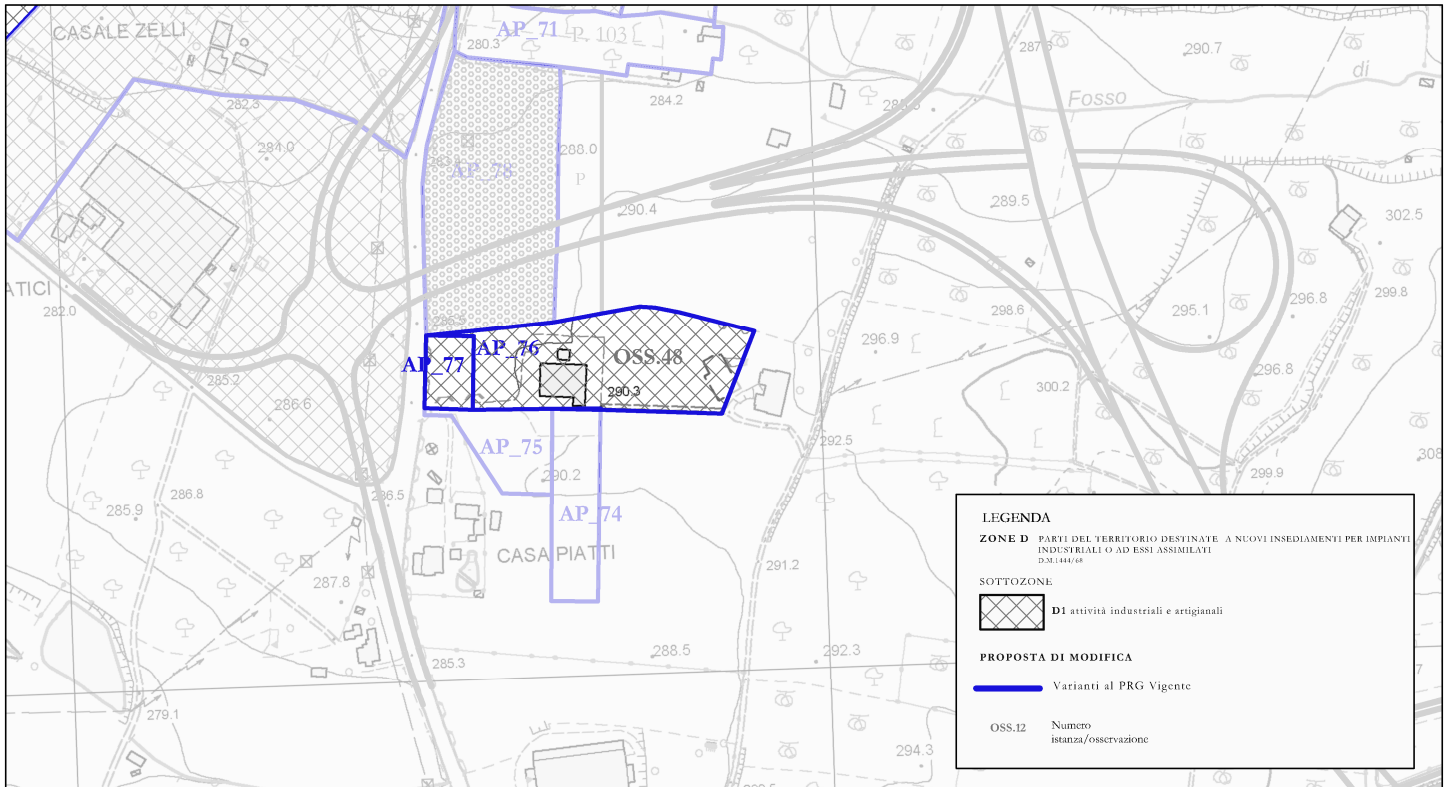 CASALE ZELLI
AP_71
P 103
280.3
287.6
290.7
di
284.2
Fosso
282.3
284.0
288.0
AP_78
P
290.4
289.5
302.5
ATICI
282.0
298.6
295.1
296.8
299.8
AP_76
AP_77
OSS.48
296.9
290.3
285.2
286.6
300.2
296.8
AP_75
292.5
290.2
299.9
308
286.8
286.5
285.9
AP_74
CASA PIATTI
291.2
287.8
285.3
288.5
292.3
279.1
294.3
7
LEGENDA
ZONE D PARTI DEL TERRITORIO DESTINATE A NUOVI INSEDIAMENTI PER IMPIANTI
INDUSTRIALI O AD ESSI ASSIMILATI
D.M.1444/68
SOTTOZONE
D1 attività industriali e artigianali
PROPOSTA DI MODIFICA
Varianti al PRG Vigente
OSS.12 Numero
istanza/osservazione